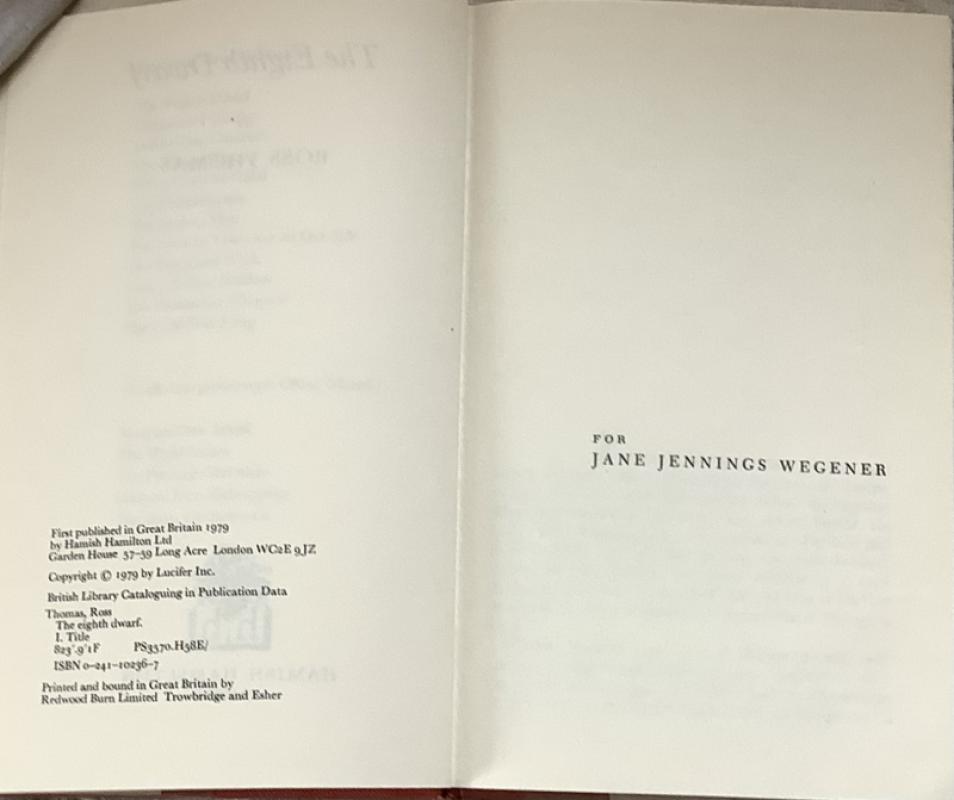 First published in Great Britain 1979
by Hamish Hamilton Ltd
Garden House 57–59 Long Acre London WC2E 9JZ
Copyright © 1979 by Lucifer Inc.
British Library Cataloguing in Publication Data
Thomas, Ross
The eighth dwarf.
I. Title
823'.9'1F PS3570.H58E/
ISBN 0–241–10236–7
Printed and bound in Great Britain by
Redwood Burn Limited Trowbridge and Esher
FOR
JANE JENNINGS WEGENER